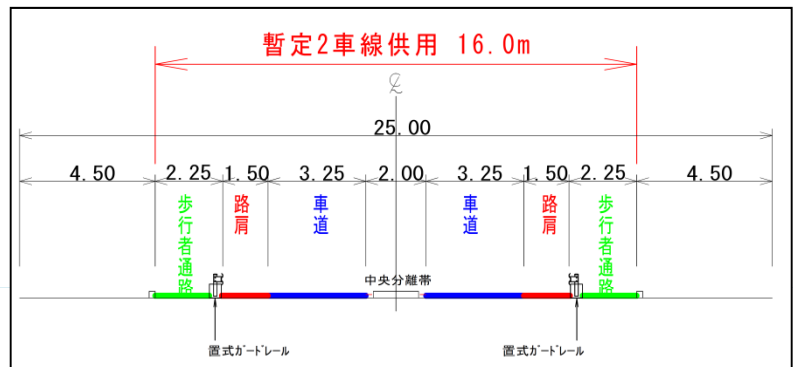 暫定2車線供用 16.0m
℄
25.00
4.50 2.25 1.50 3.25 2.00 3.25 1.50 2.25 4.50
歩行者通路
路肩
車道
車道
路肩
歩行者通路
中央分離帯
置式ｶﾞｰﾄﾞﾚｰﾙ
置式ｶﾞｰﾄﾞﾚｰﾙ